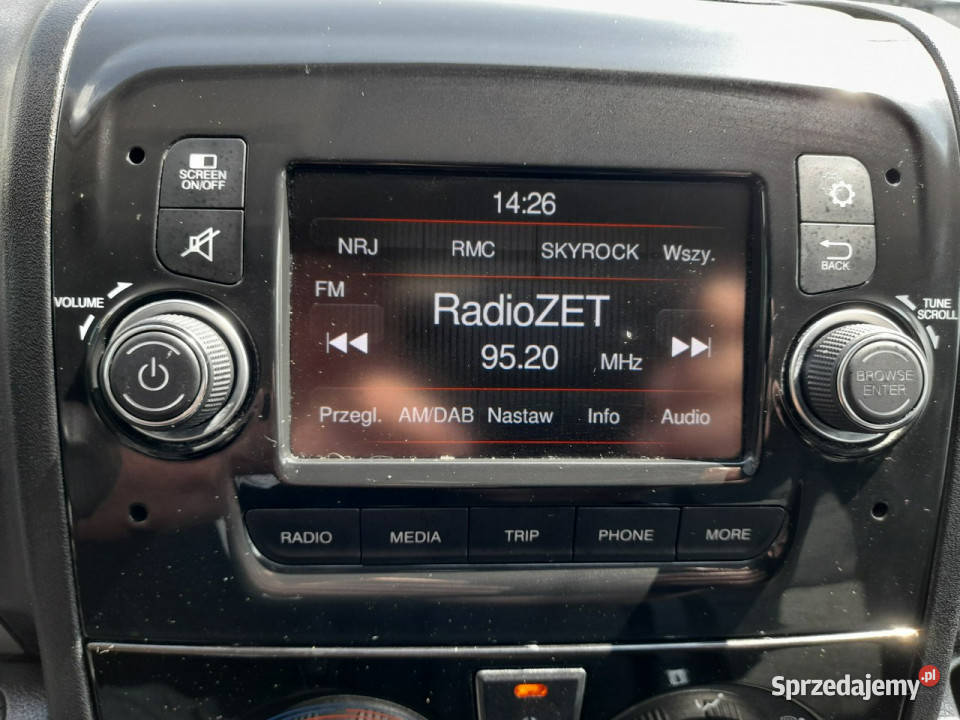 SCREEN
ON/OFF
14:26
NRJ RMC SKYROCK Wszy.
FM
RadioZET
95.20 MHz
Przegl. AM/DAB Nastaw Info Audio
VOLUME
BACK
TUNE
SCROLL
BROWSE
ENTER
RADIO MEDIA TRIP PHONE MORE
Sprzedajemy.pl